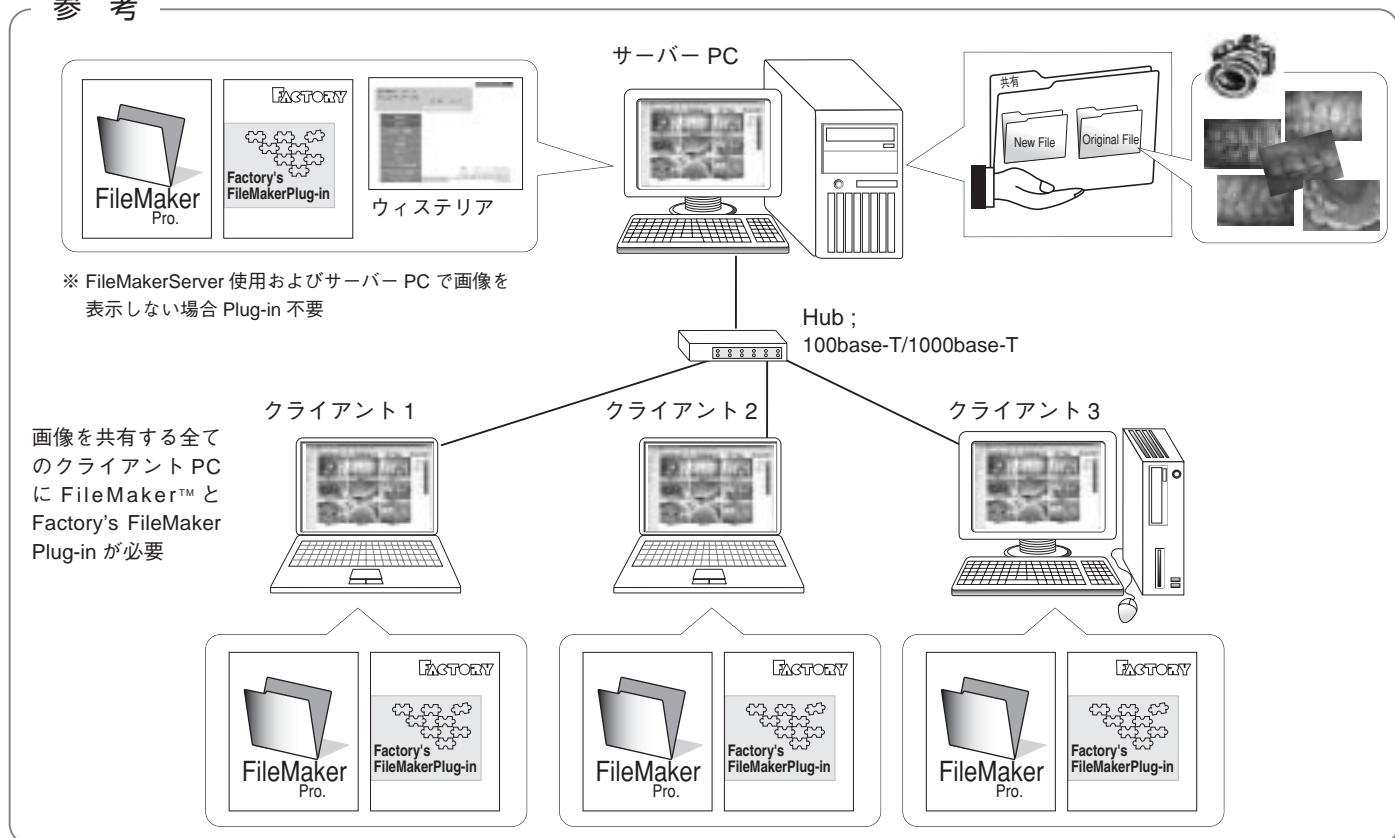 参 考
サーバー PC
FileMaker
Pro.
FACTORY
Factory's
FileMakerPlug-in
ウィステリア
共有
New File
Original File
※ FileMakerServer 使用およびサーバー PC で画像を
表示しない場合 Plug-in 不要
Hub ;
100base-T/1000base-T
クライアント 1
クライアント 2
クライアント 3
画像を共有する全て
のクライアント PC
に FileMaker™ と
Factory's FileMaker
Plug-in が必要
FileMaker
Pro.
FACTORY
Factory's
FileMakerPlug-in
FileMaker
Pro.
FACTORY
Factory's
FileMakerPlug-in
FileMaker
Pro.
FACTORY
Factory's
FileMakerPlug-in